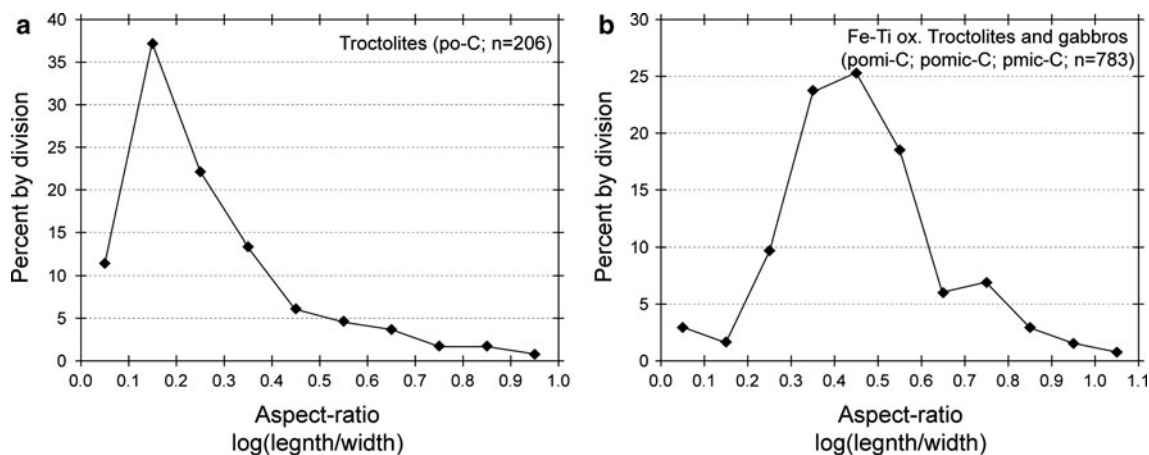 a
Troctolites (po-C; n=206)
40
35
30
25
20
15
10
5
0
Percent by division
0.0 0.1 0.2 0.3 0.4 0.5 0.6 0.7 0.8 0.9 1.0
Aspect-ratio
log(legnth/width)
b
Fe-Ti ox. Troctolites and gabbros
(pomi-C; pomic-C; pmic-C, n=783)
30
25
20
15
10
5
0
Percent by division
0.0 0.1 0.2 0.3 0.4 0.5 0.6 0.7 0.8 0.9 1.0 1.1
Aspect-ratio
log(legnth/width)